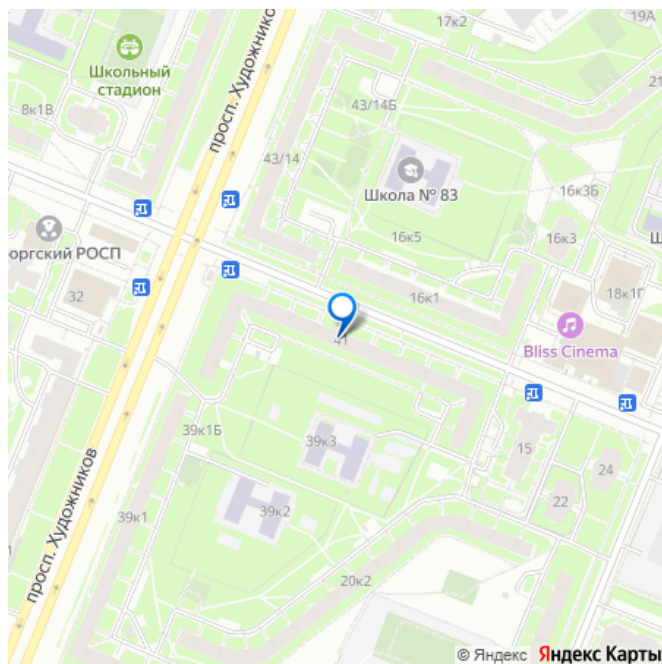 17к2
19А
21
Школьный
стадион
8к1В
просп. Художников
43/14Б
43/14
Школа № 83
16к3Б
16к5
16к3
оргский РОСП
32
16к1
18к1Г
Ш
Bliss Cinema
41
39к1Б
39к3
15
24
22
39к2
39к1
20к2
1
просп. Художников
© Яндекс Яндекс Карты